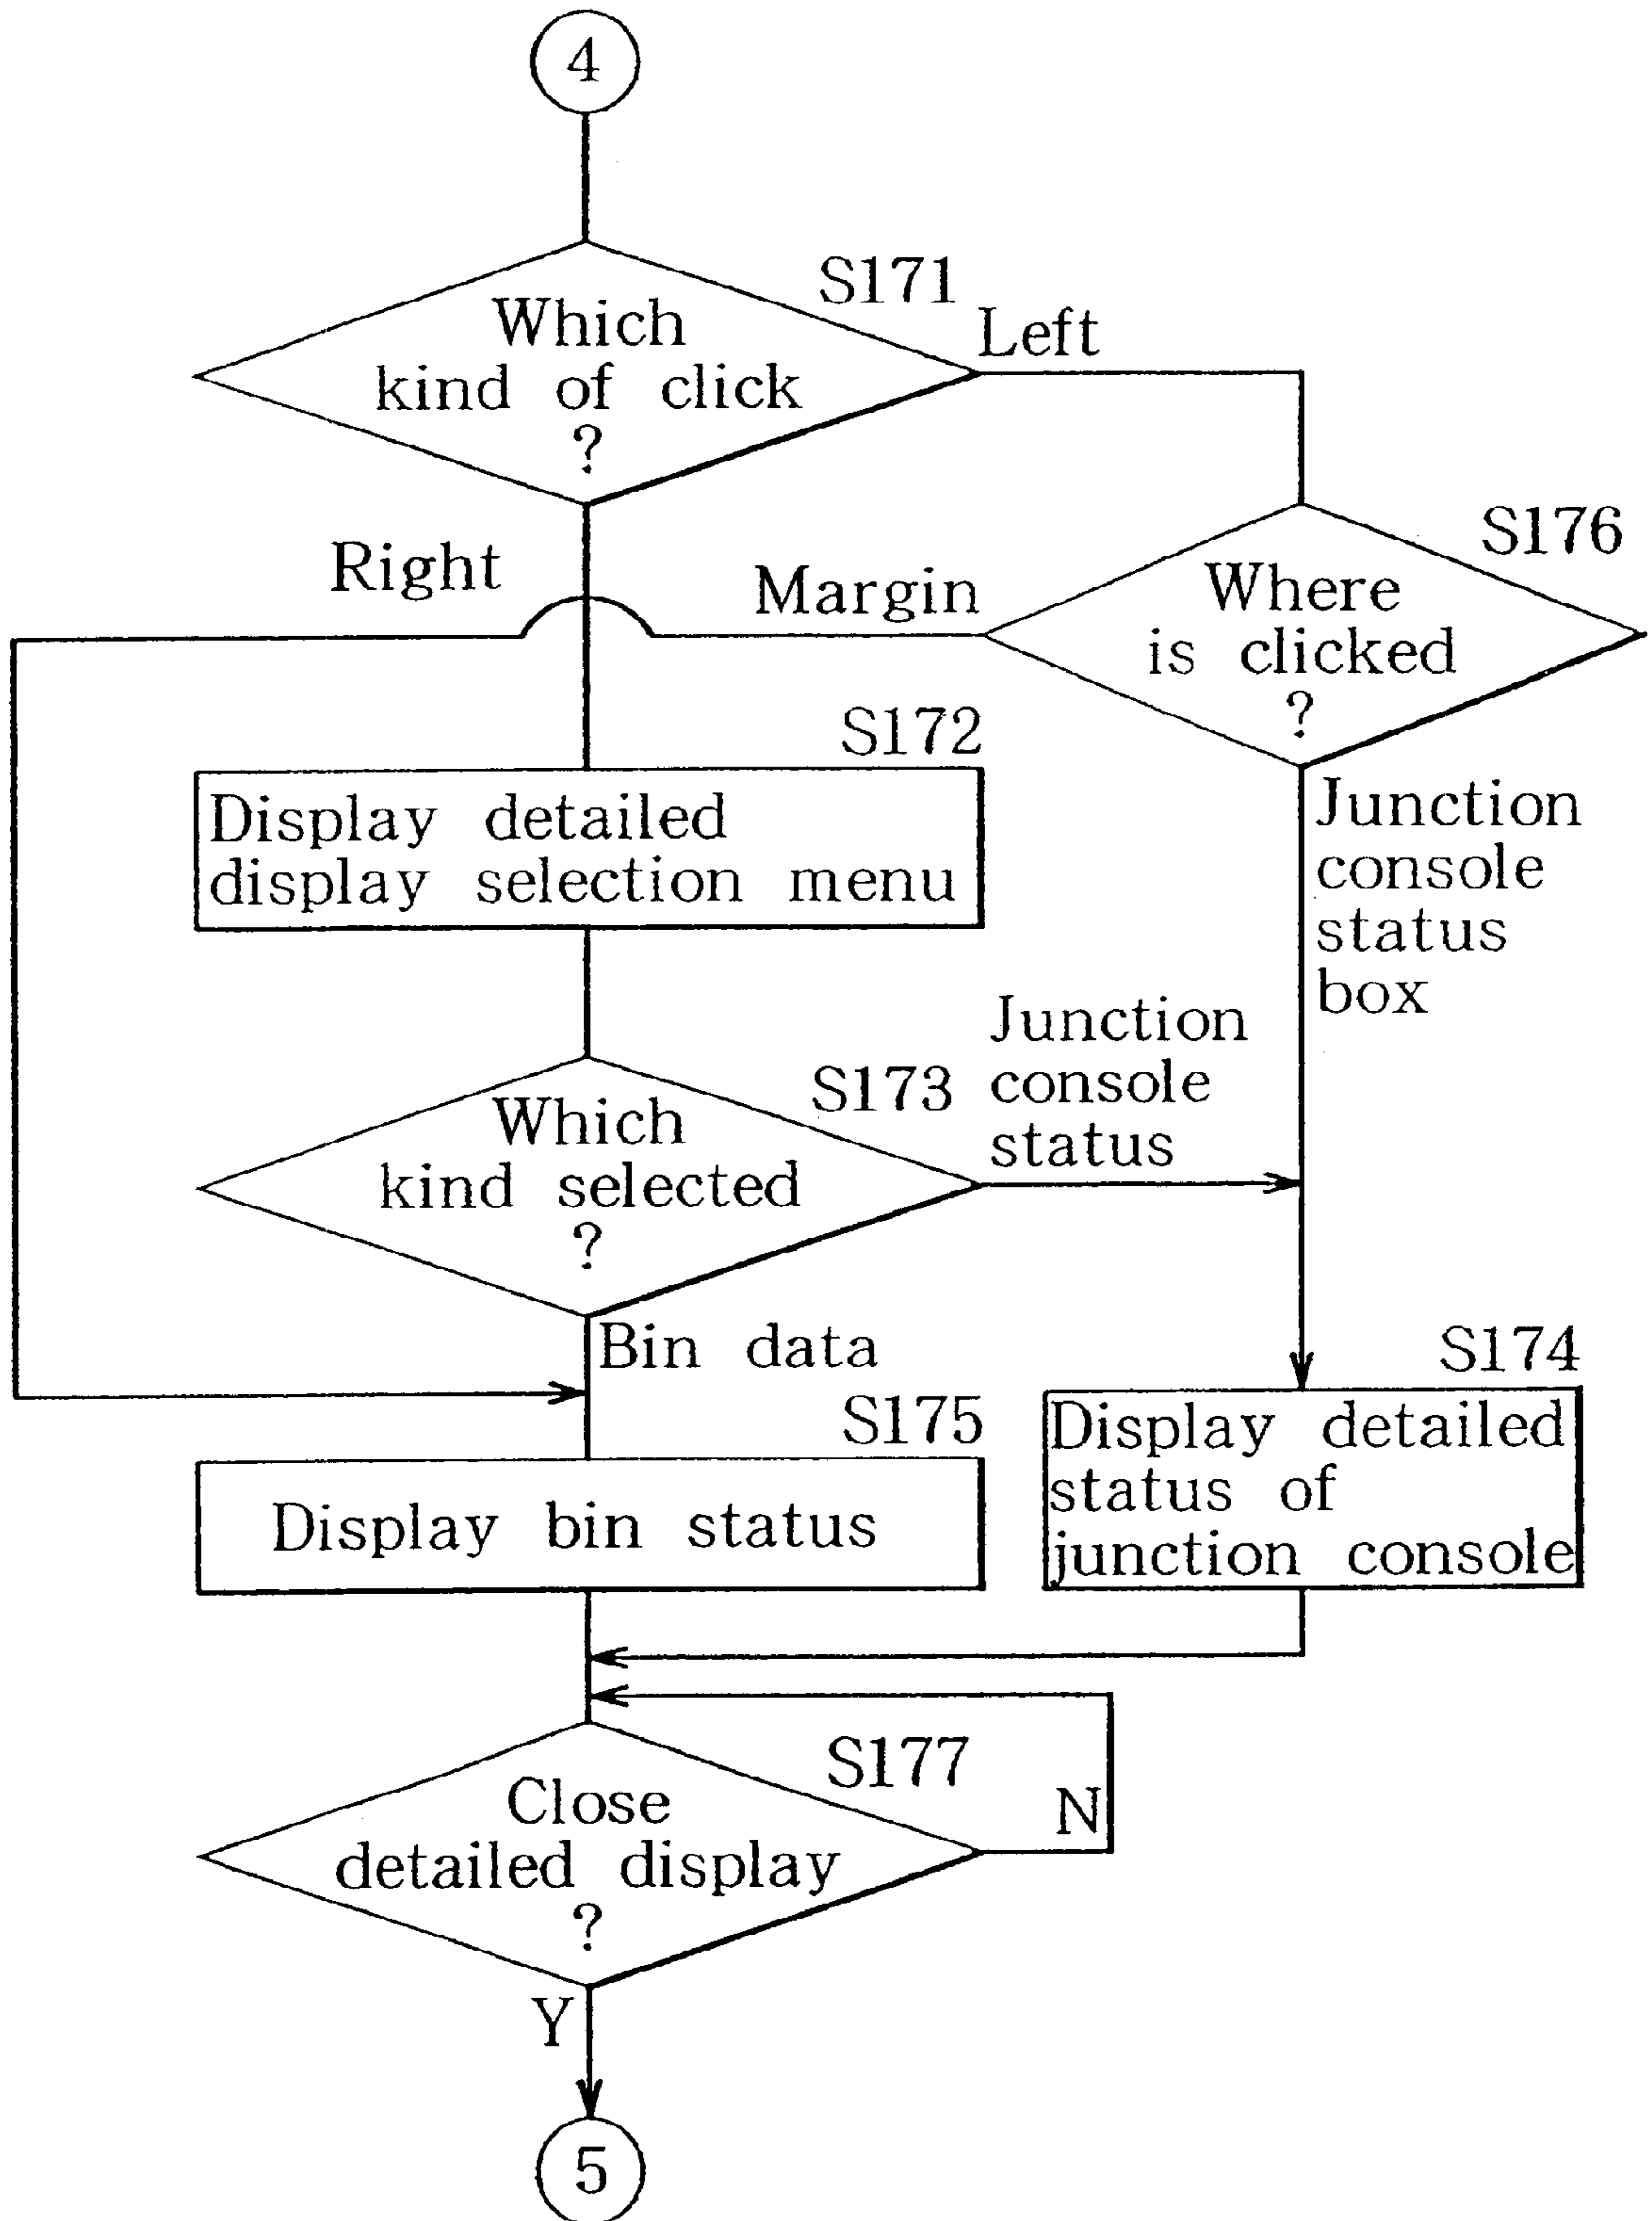 4
S171
Which
kind of click
?
Left
Right
Margin
S176
Where
is clicked
?
S172
Display detailed
display selection menu
Junction
console
status
box
S173
Which
kind selected
?
Junction
console
status
Bin data
S175
Display bin status
S174
Display detailed
status of
junction console
S177
Close
detailed display
?
N
Y
5